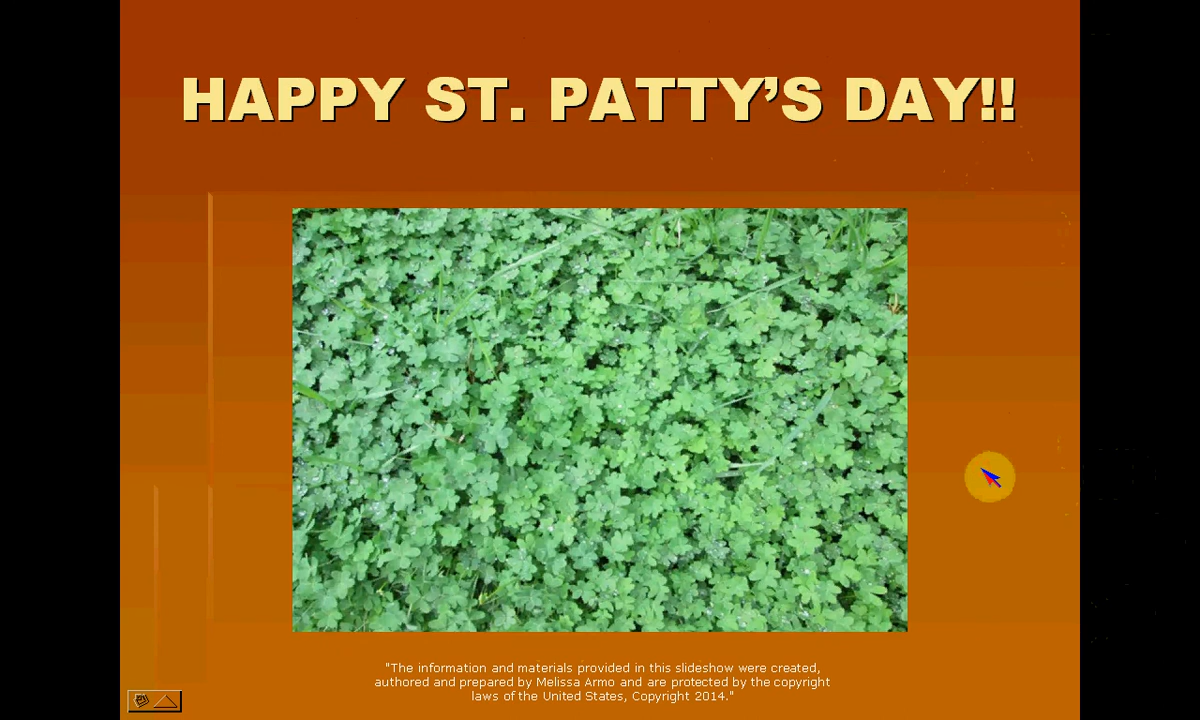 HAPPY ST. PATTY’S DAY!!
"The information and materials provided in this slideshow were created,
authored and prepared by Melissa Armo and are protected by the copyright
laws of the United States, Copyright 2014."